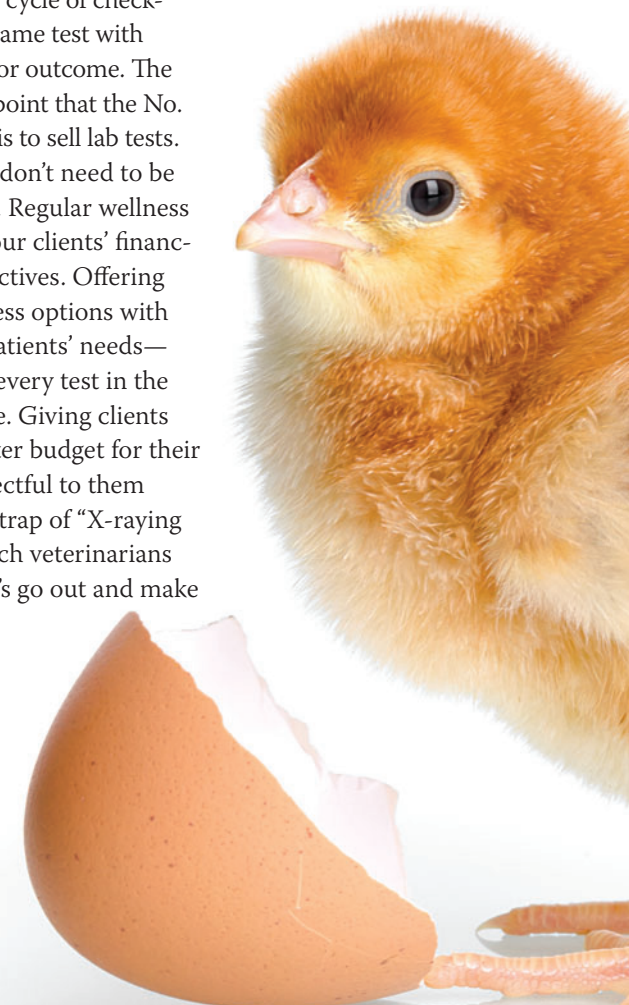 cycle of check-
ame test with
or outcome. The
point that the No.
is to sell lab tests.
don’t need to be
Regular wellness
our clients’ financ-
ctives. Offering
ess options with
atients’ needs—
every test in the
e. Giving clients
ter budget for their
ectful to them
trap of “X-raying
ch veterinarians
’s go out and make